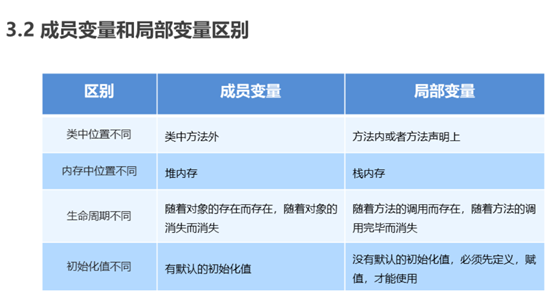 3.2 成员变量和局部变量区别
区别 成员变量 局部变量
类中位置不同 类中方法外 方法内或者方法声明上
内存中位置不同 堆内存 栈内存
生命周期不同 随着对象的存在而存在，随着对象的
消失而消失 随着方法的调用而存在，随着方法的调
用完毕而消失
初始化值不同 有默认的初始化值 没有默认的初始化值，必须先定义，赋
值，才能使用